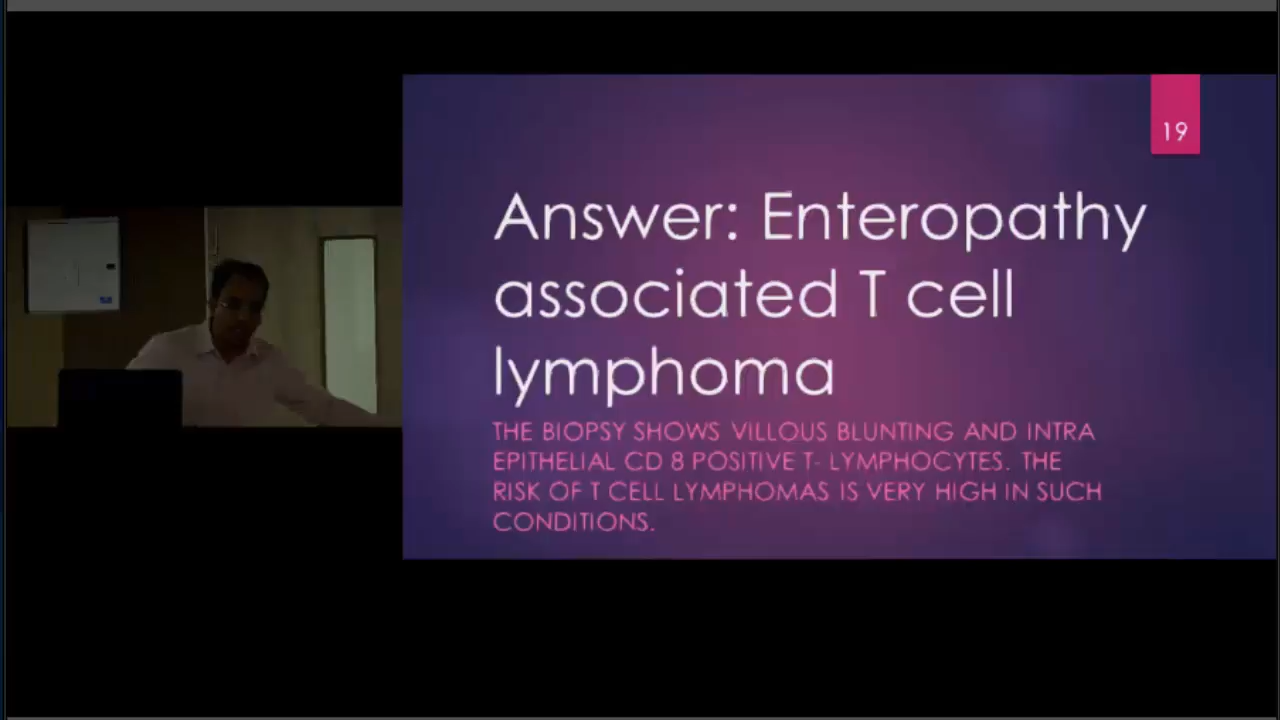 19
Answer: Enteropathy
associated T cell
lymphoma
THE BIOPSY SHOWS VILLOUS BLUNTING AND INTRA
EPITHELIAL CD 8 POSITIVE T- LYMPHOCYTES. THE
RISK OF T CELL LYMPHOMAS IS VERY HIGH IN SUCH
CONDITIONS.